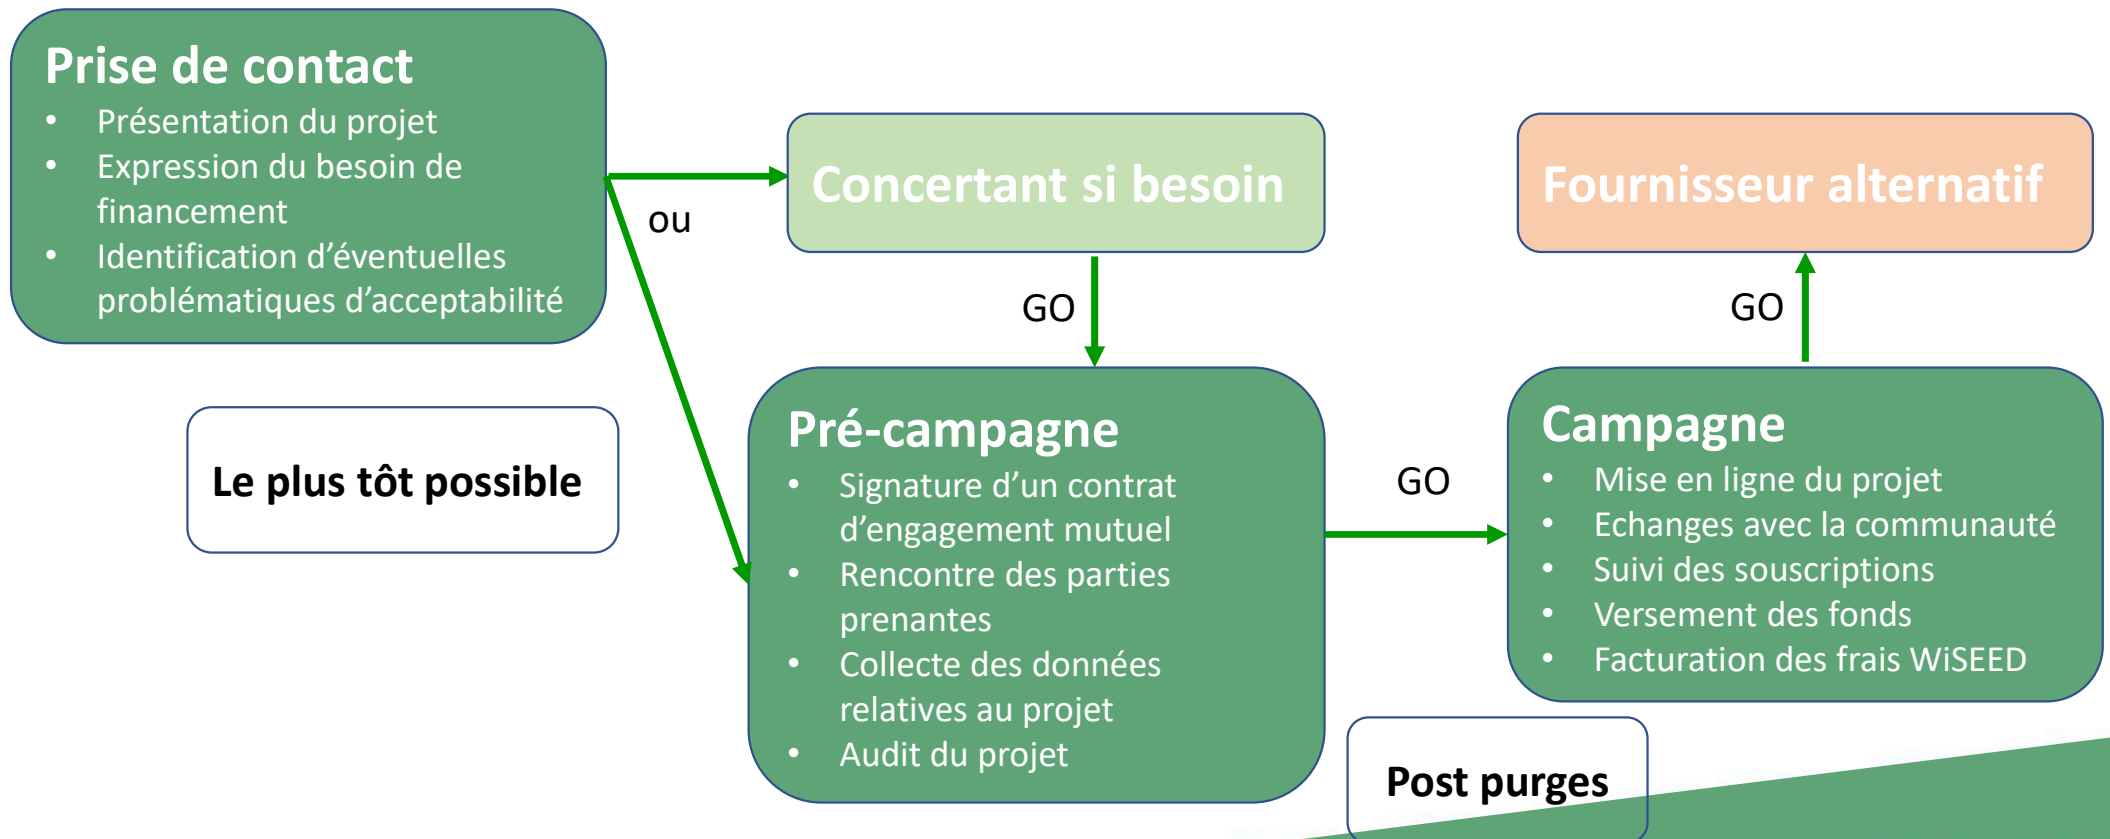 Prise de contact
• Présentation du projet
• Expression du besoin de
financement
• Identification d’éventuelles
problématiques d’acceptabilité
Le plus tôt possible
ou
Concertant si besoin
GO
Pré-campagne
• Signature d’un contrat
d’engagement mutuel
• Rencontre des parties
prenantes
• Collecte des données
relatives au projet
• Audit du projet
GO
Post purges
Fournisseur alternatif
GO
Campagne
• Mise en ligne du projet
• Echanges avec la communauté
• Suivi des souscriptions
• Versement des fonds
• Facturation des frais WiSEED